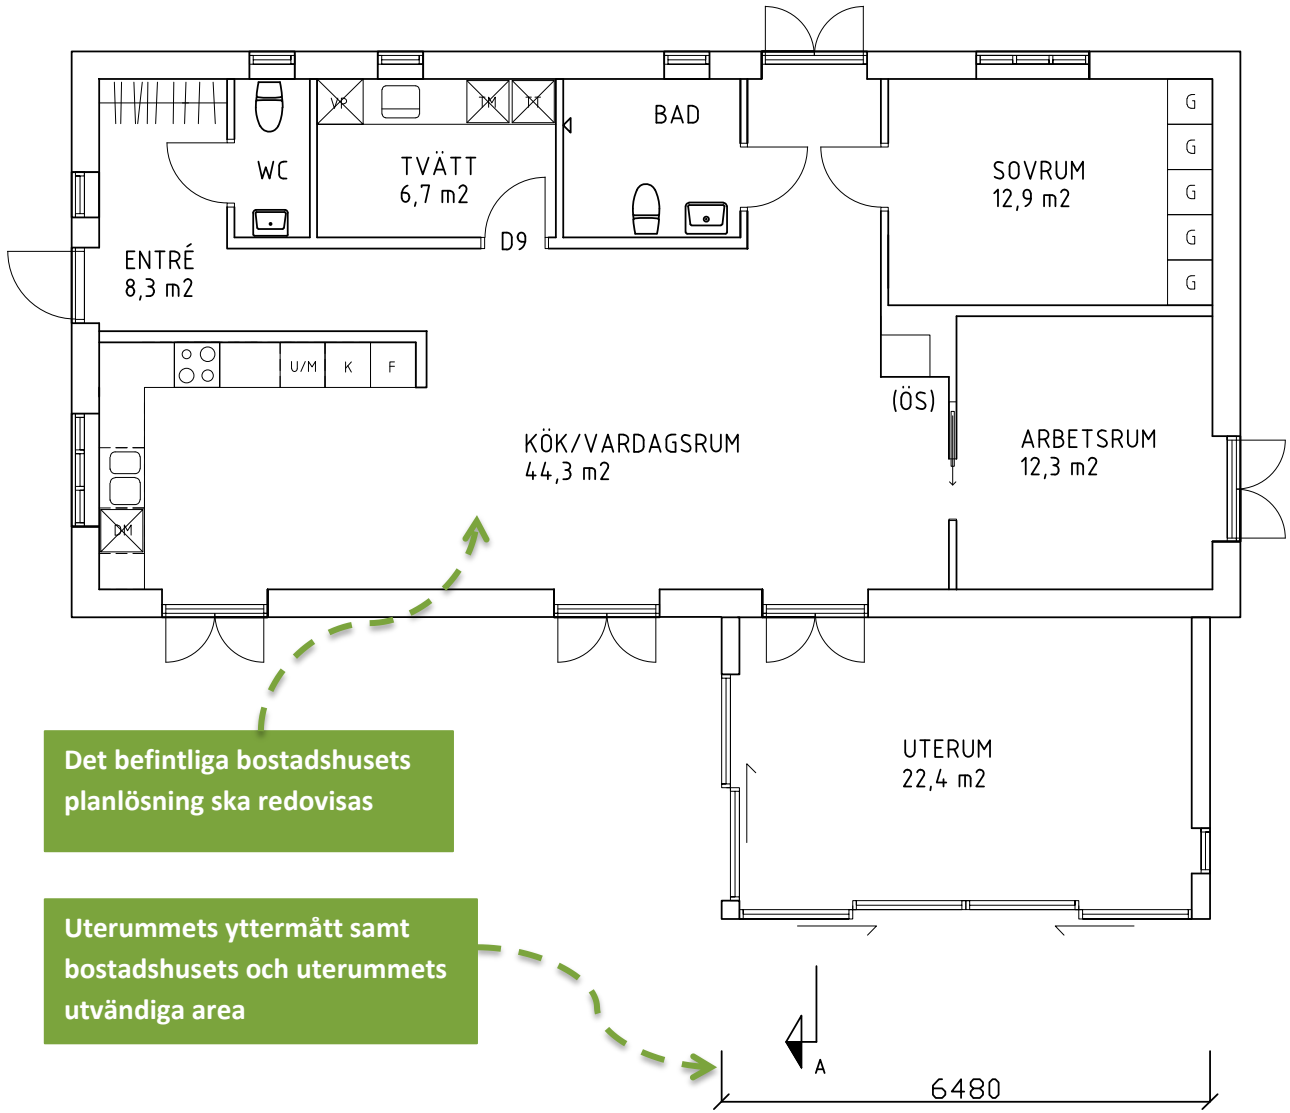 BAD
VP
TM
TT
G
WC
TVÄTT
6,7 m2
SOVRUM
12,9 m2
G
G
G
G
D9
ENTRÉ
8,3 m2
U/M
K
F
(ÖS)
KÖK/VARDAGSRUM
44,3 m2
ARBETSRUM
12,3 m2
DM
Det befintliga bostadshusets
planlösning ska redovisas
UTERUM
22,4 m2
Uterummets yttermått samt
bostadshusets och uterummets
utvändiga area
A
6480